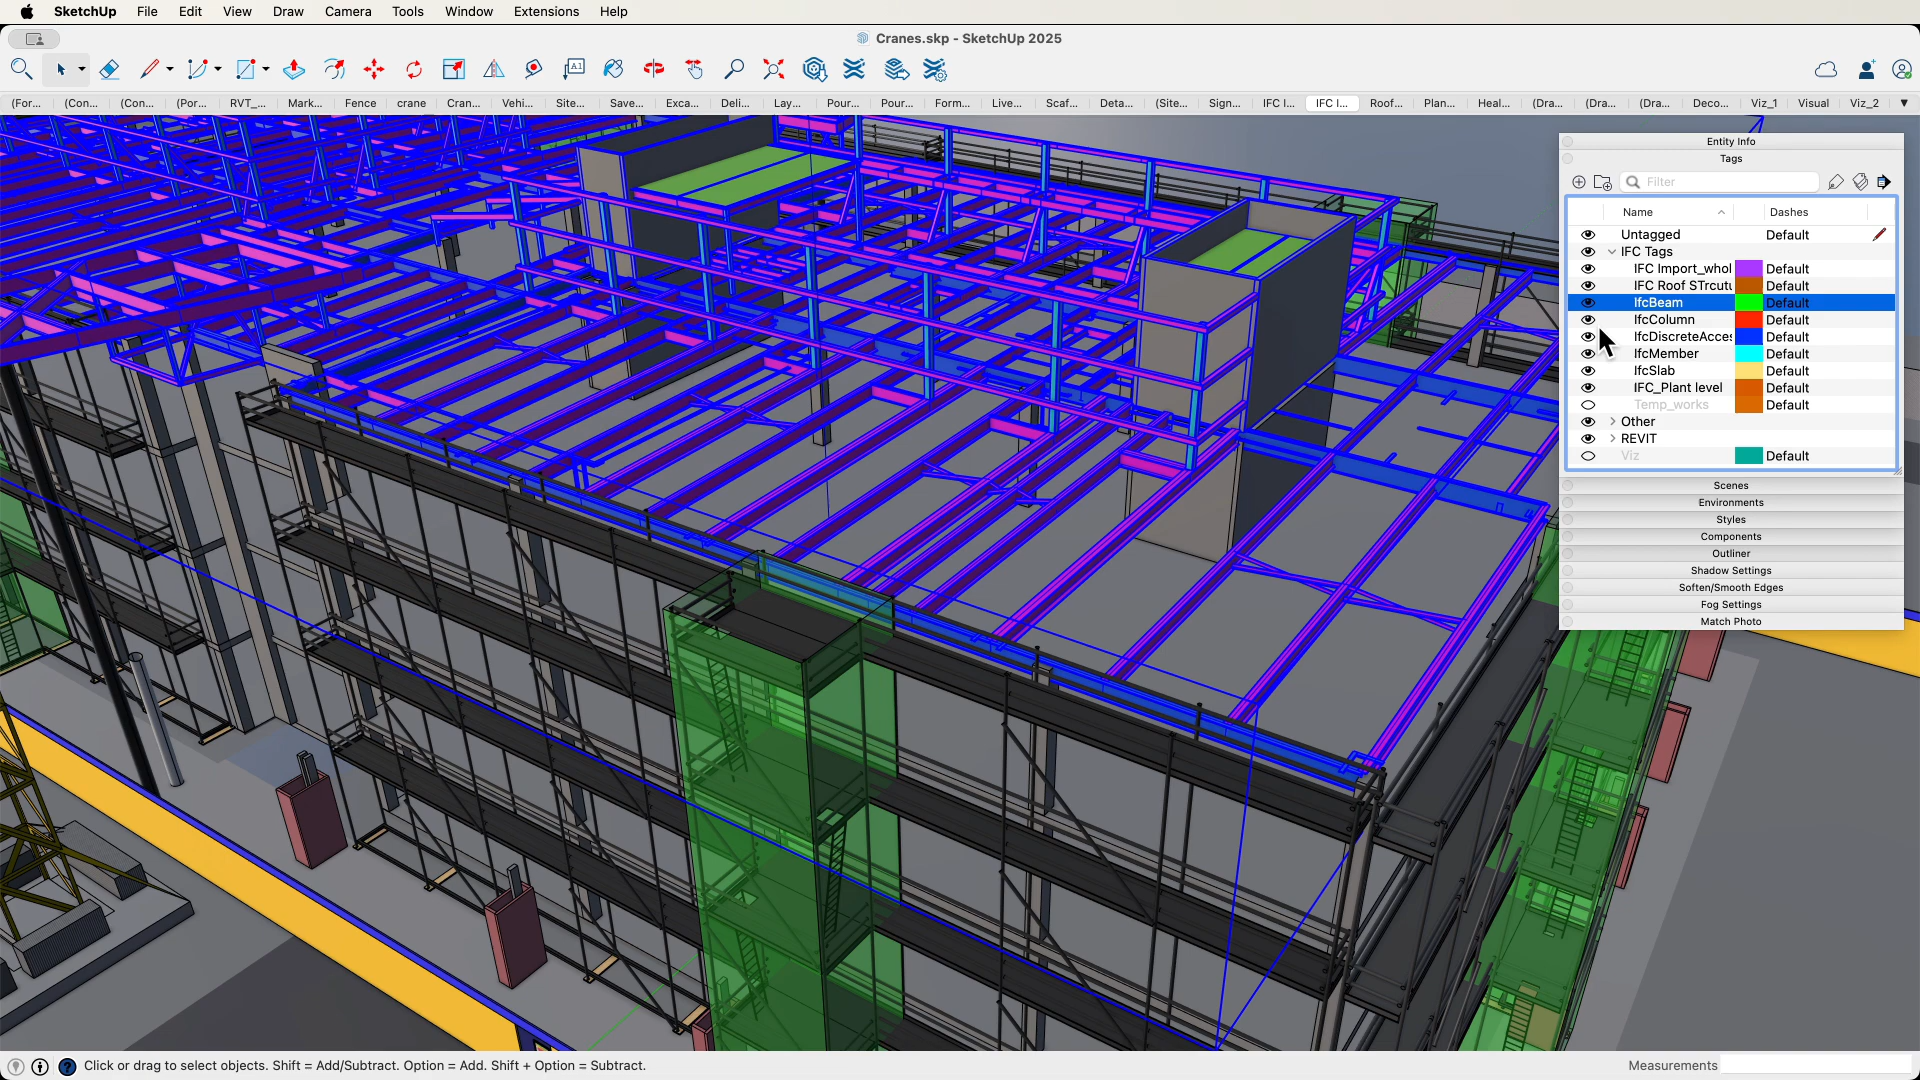 SketchUp File Edit View Draw Camera Tools Window Extensions Help
Cranes.skp - SketchUp 2025
A1
(For... (Con... (Con... (Por... RVT_... Mark... Fence crane Cran... Vehi... Site... Save... Exca... Deli... Lay... Pour... Pour... Form... Live... Scaf... Deta... (Site... Sign... IFC I... IFC I... Roof... Plan... Heal... (Dra... (Dra... (Dra... Deco... Viz_1 Visual Viz_2
Entity Info
Tags
Filter
Name Dashes
Untagged Default
IFC Tags
IFC Import_whol Default
IFC Roof STrcutu Default
IfcBeam Default
IfcColumn Default
IfcDiscreteAcces Default
IfcMember Default
IfcSlab Default
IFC_Plant level Default
Temp_works Default
Other
REVIT
Viz Default
Scenes
Environments
Styles
Components
Outliner
Shadow Settings
Soften/Smooth Edges
Fog Settings
Match Photo
Click or drag to select objects. Shift = Add/Subtract. Option = Add. Shift + Option = Subtract. Measurements